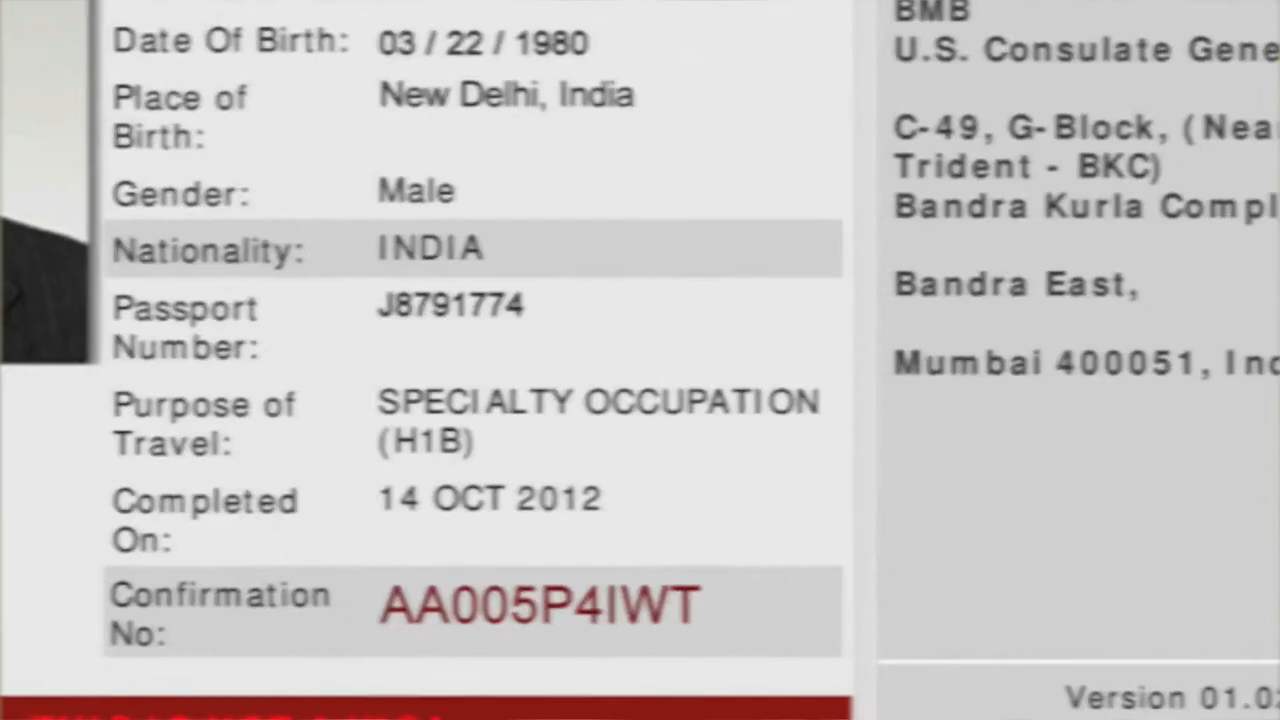 Date Of Birth: 03 / 22 / 1980
Place of Birth: New Delhi, India
Gender: Male
Nationality: INDIA
Passport Number: J8791774
Purpose of Travel: SPECIALTY OCCUPATION (H1B)
Completed On: 14 OCT 2012
Confirmation No: AA005P4IWT
BMB
U.S. Consulate Gene
C-49, G-Block, (Nea
Trident - BKC)
Bandra Kurla Compl
Bandra East,
Mumbai 400051, Ind
Version 01.02